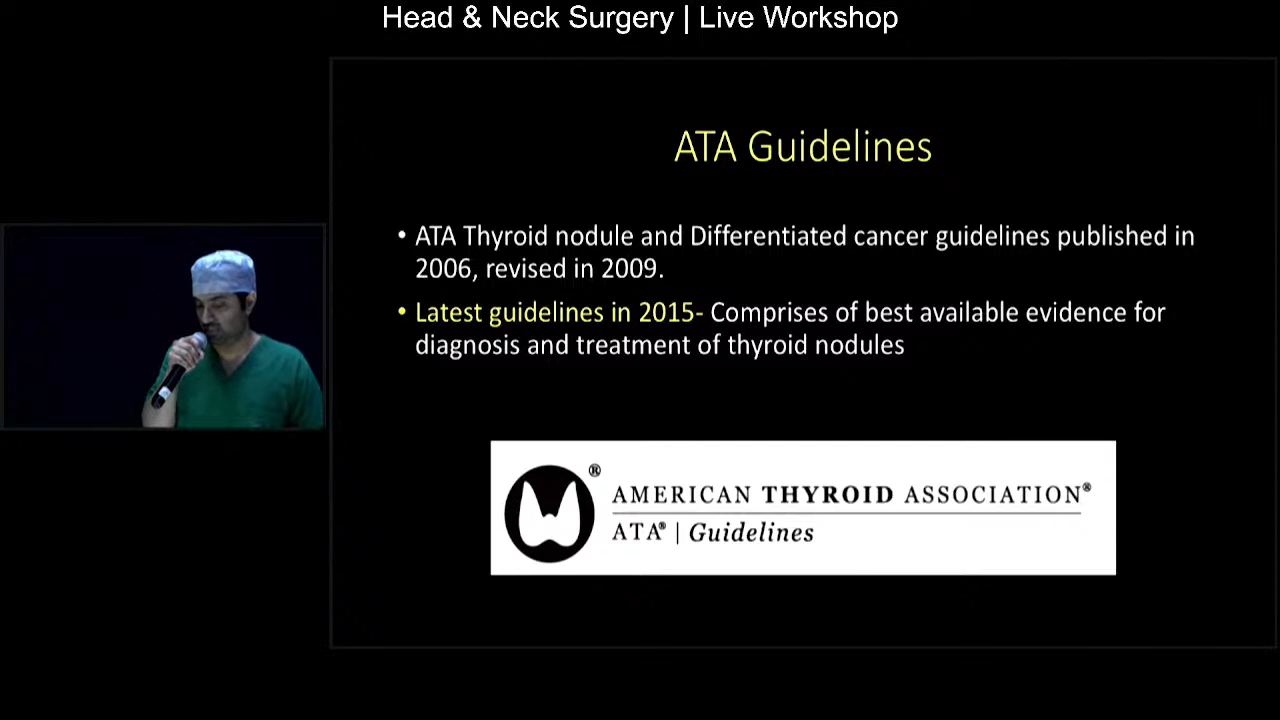 Head & Neck Surgery | Live Workshop
ATA Guidelines
• ATA Thyroid nodule and Differentiated cancer guidelines published in
2006, revised in 2009.
• Latest guidelines in 2015- Comprises of best available evidence for
diagnosis and treatment of thyroid nodules
®
AMERICAN THYROID ASSOCIATION®
ATA® | Guidelines